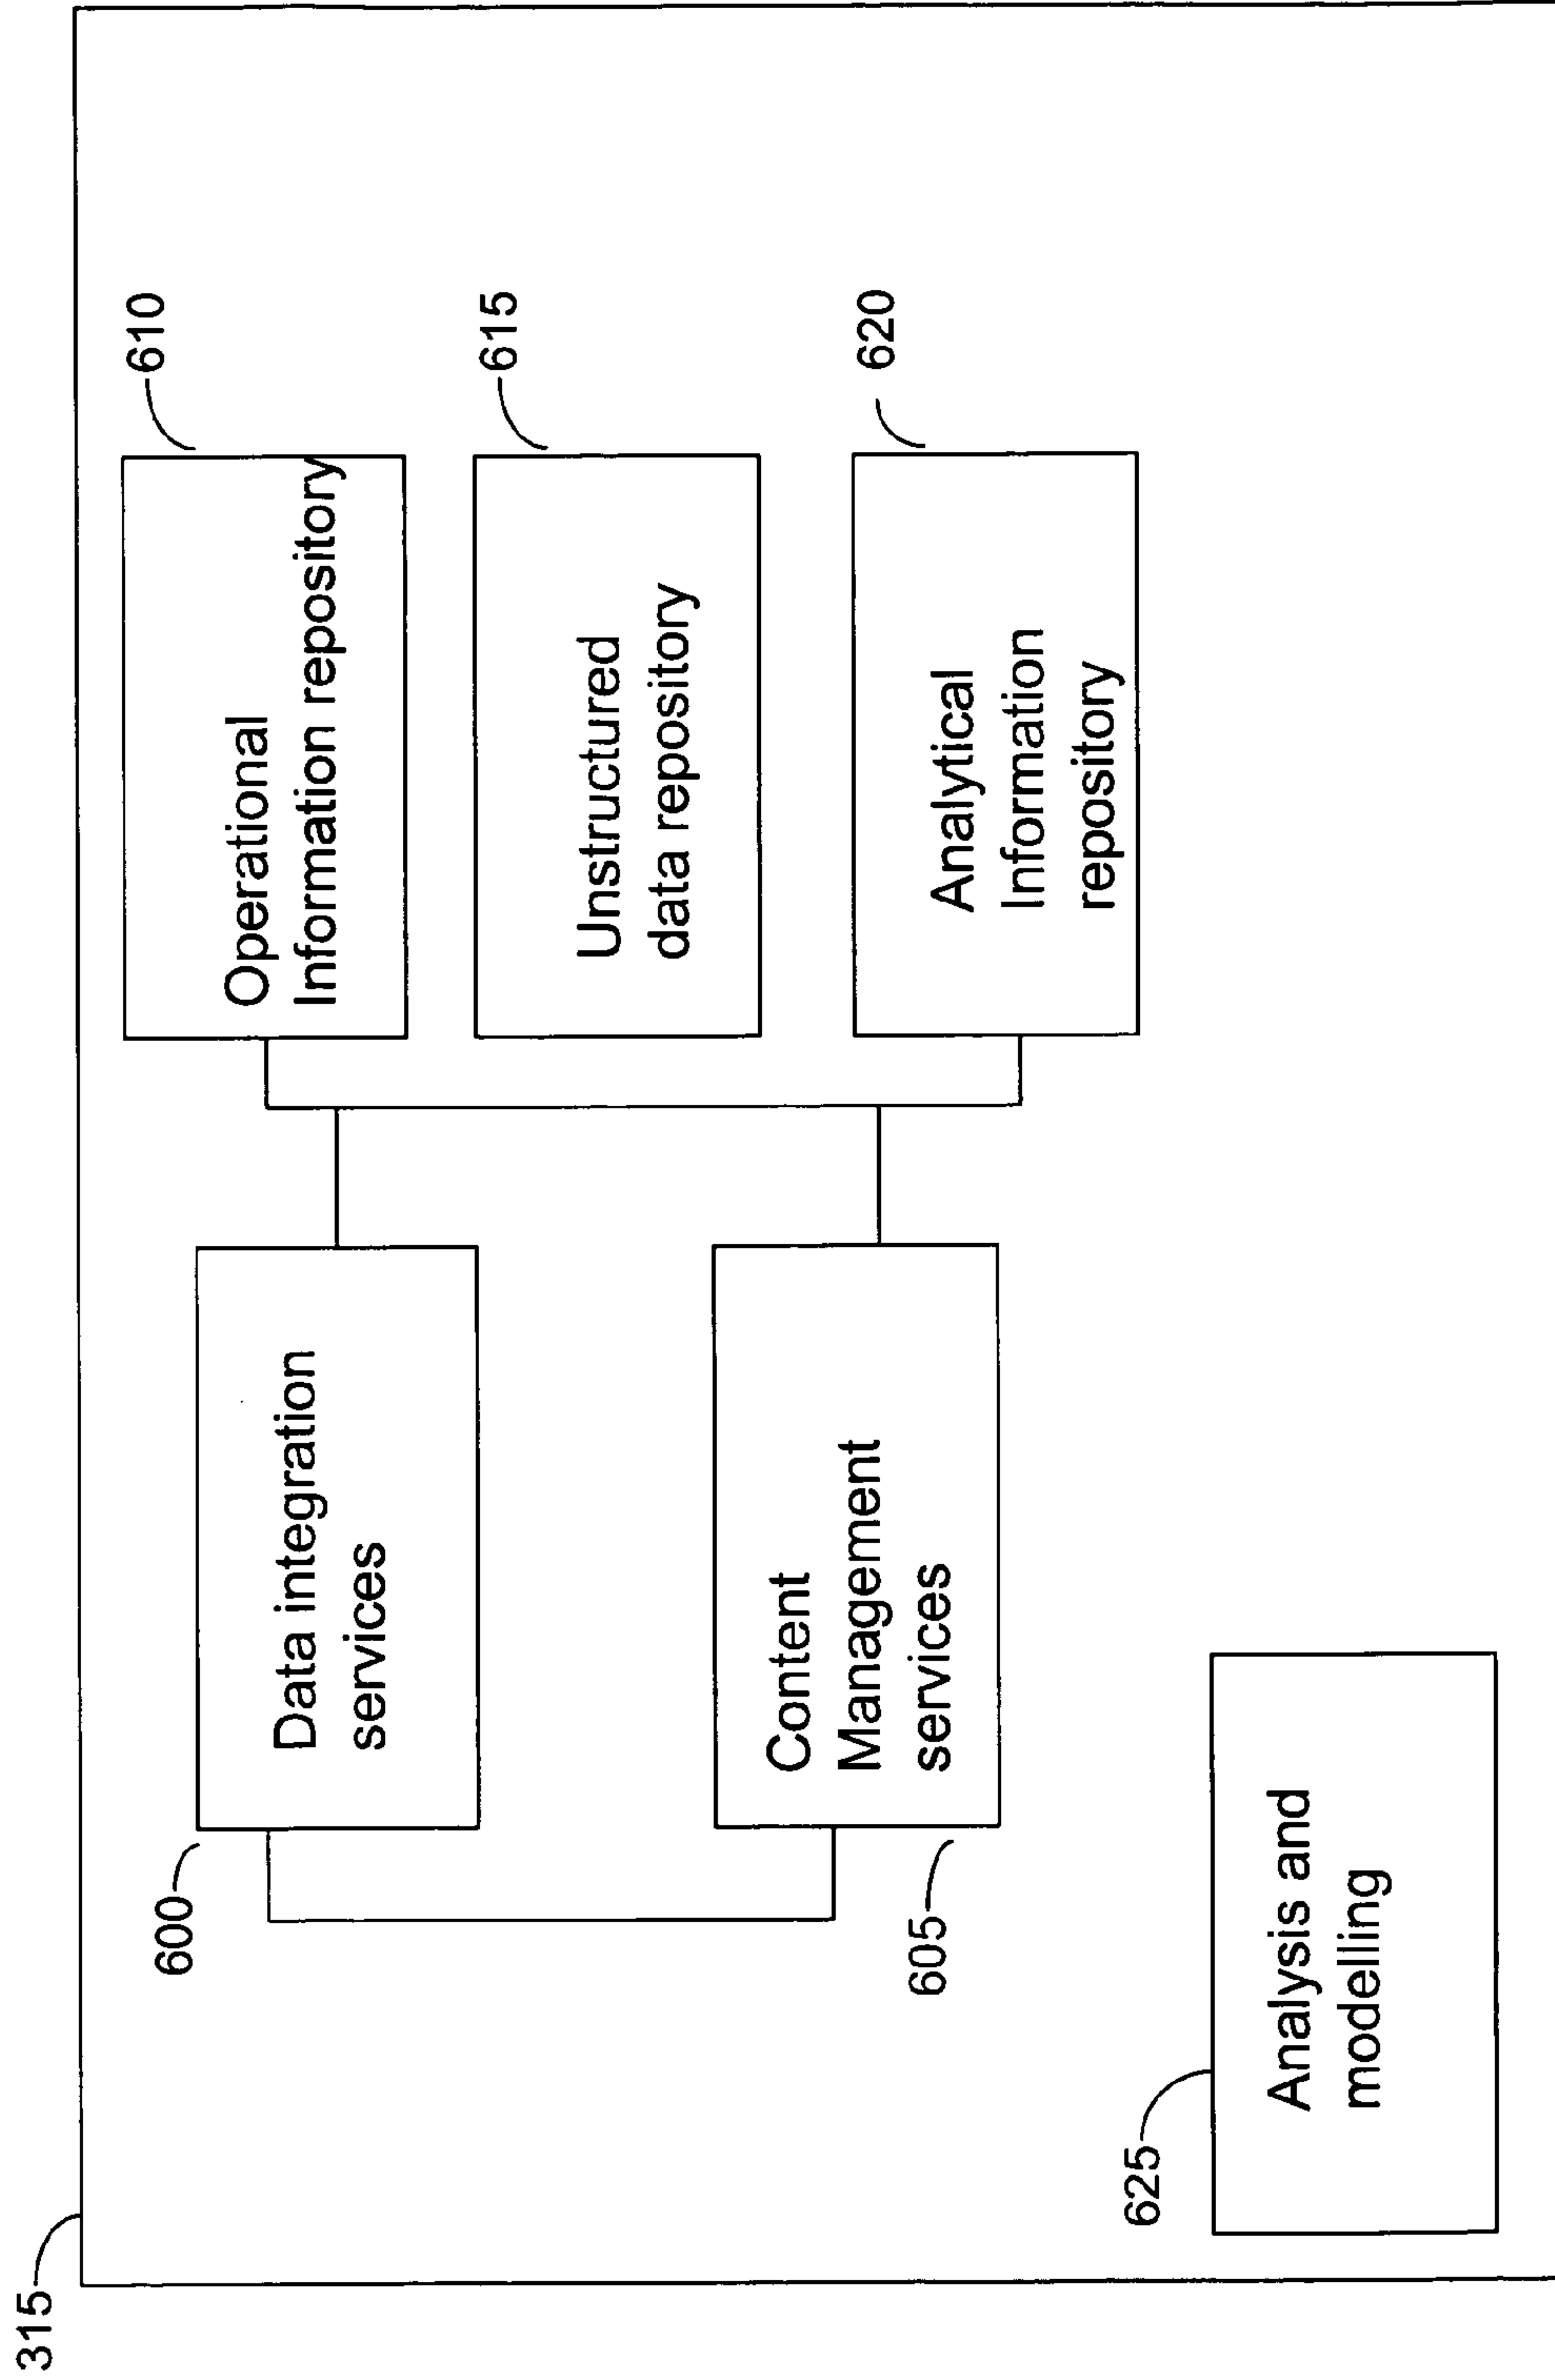 315
600
Data integration
services
605
Content
Management
services
610
Operational
Information repository
615
Unstructured
data repository
620
Analytical
Information
repository
625
Analysis and
modelling